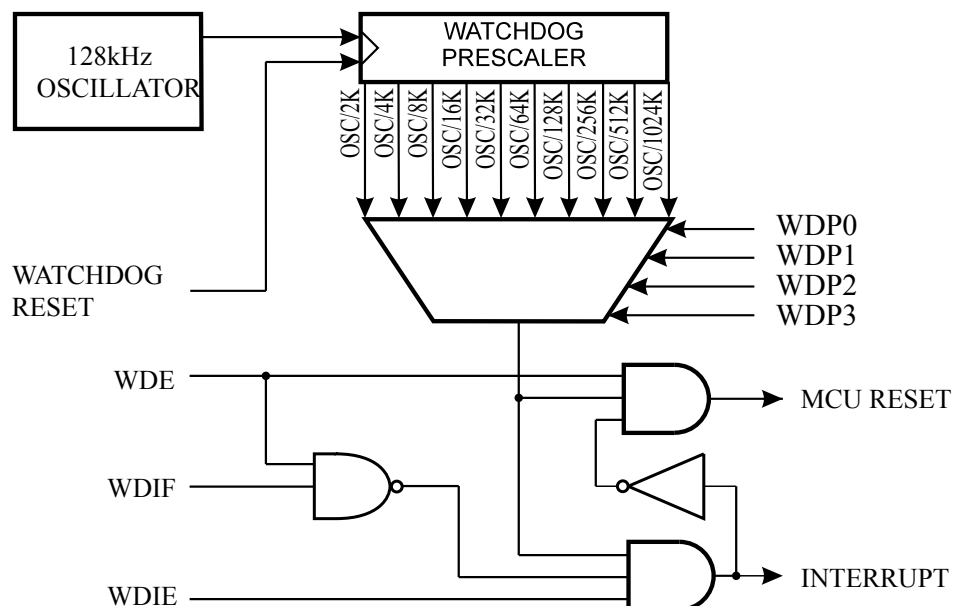 128kHz
OSCILLATOR
WATCHDOG
PRESCALER
OSC/2K
OSC/4K
OSC/8K
OSC/16K
OSC/32K
OSC/64K
OSC/128K
OSC/256K
OSC/512K
OSC/1024K
WDP0
WDP1
WDP2
WDP3
WATCHDOG
RESET
WDE
MCU RESET
WDIF
INTERRUPT
WDIE